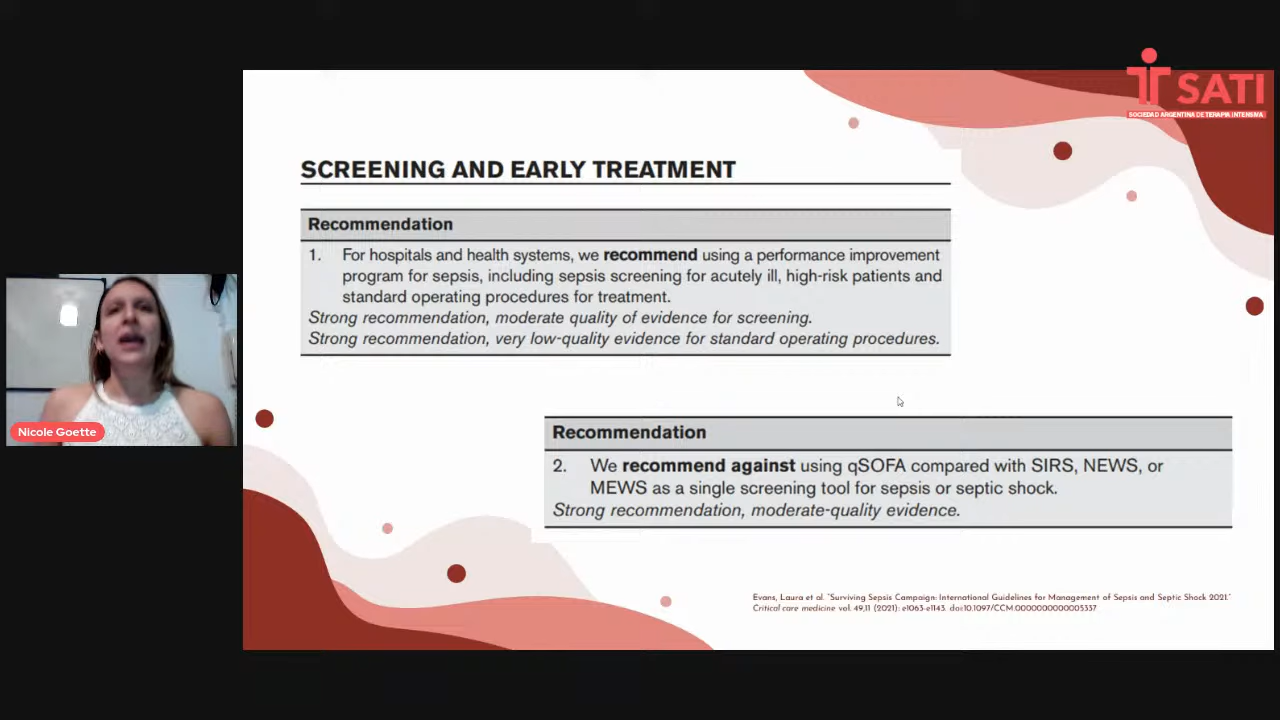 SATI
SOCIEDAD ARGENTINA DE TERAPIA INTENSIVA
SCREENING AND EARLY TREATMENT
Recommendation
1. For hospitals and health systems, we recommend using a performance improvement
program for sepsis, including sepsis screening for acutely ill, high-risk patients and
standard operating procedures for treatment.
Strong recommendation, moderate quality of evidence for screening.
Strong recommendation, very low-quality evidence for standard operating procedures.
Nicole Goette
Recommendation
2. We recommend against using qSOFA compared with SIRS, NEWS, or
MEWS as a single screening tool for sepsis or septic shock.
Strong recommendation, moderate-quality evidence.
Evans, Laura et al. "Surviving Sepsis Campaign: International Guidelines for Management of Sepsis and Septic Shock 2021."
Critical care medicine vol. 49,11 (2021): e1063-e1143. doi:10.1097/CCM.0000000000005337